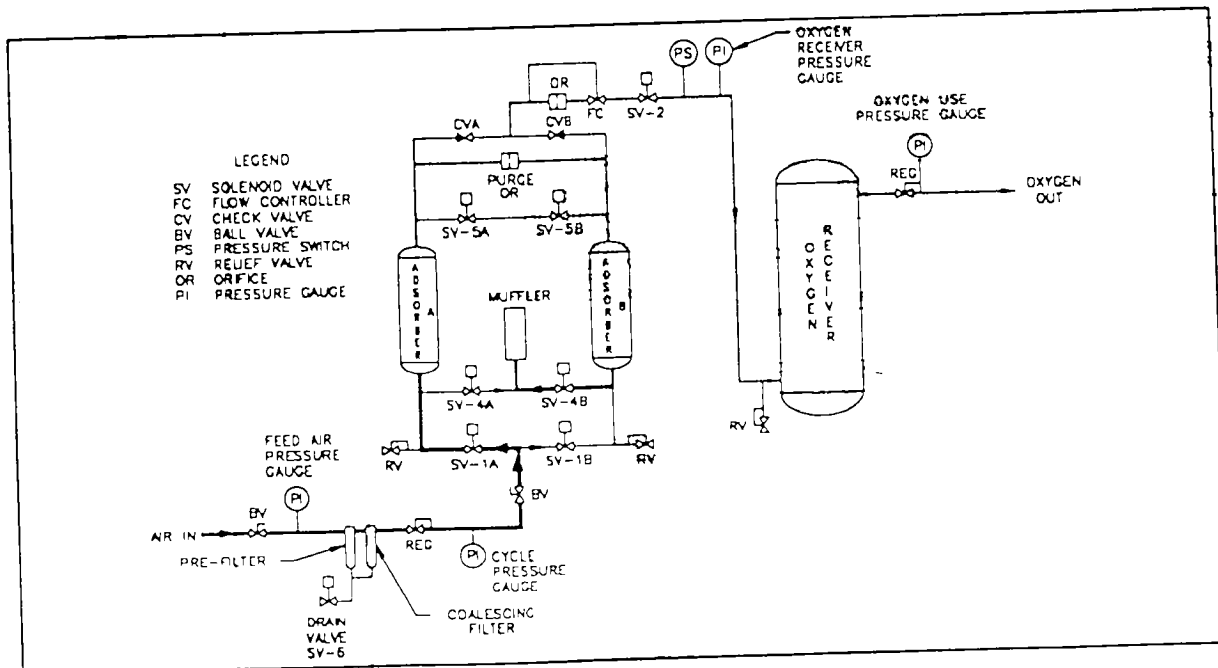 OXYGEN
RECEIVER
PRESSURE
GAUGE
PS
PI
OR
FC
SV-2
OXYGEN USE
PRESSURE GAUGE
PI
CVA
CVB
REG
OXYGEN
OUT
LEGEND
SV SOLENOID VALVE
FC FLOW CONTROLLER
CV CHECK VALVE
BV BALL VALVE
PS PRESSURE SWITCH
RV RELIEF VALVE
OR ORIFICE
PI PRESSURE GAUGE
PURGE
OR
SV-5A
SV-5B
ADSORBER
A
MUFFLER
ADSORBER
B
OXYGEN
RECEIVER
SV-4A
SV-4B
RV
FEED AIR
PRESSURE
GAUGE
RV
SV-1A
SV-1B
RV
PI
BV
BV
AIR IN
REG
PRE-FILTER
PI
CYCLE
PRESSURE
GAUGE
DRAIN
VALVE
SV-6
COALESCING
FILTER